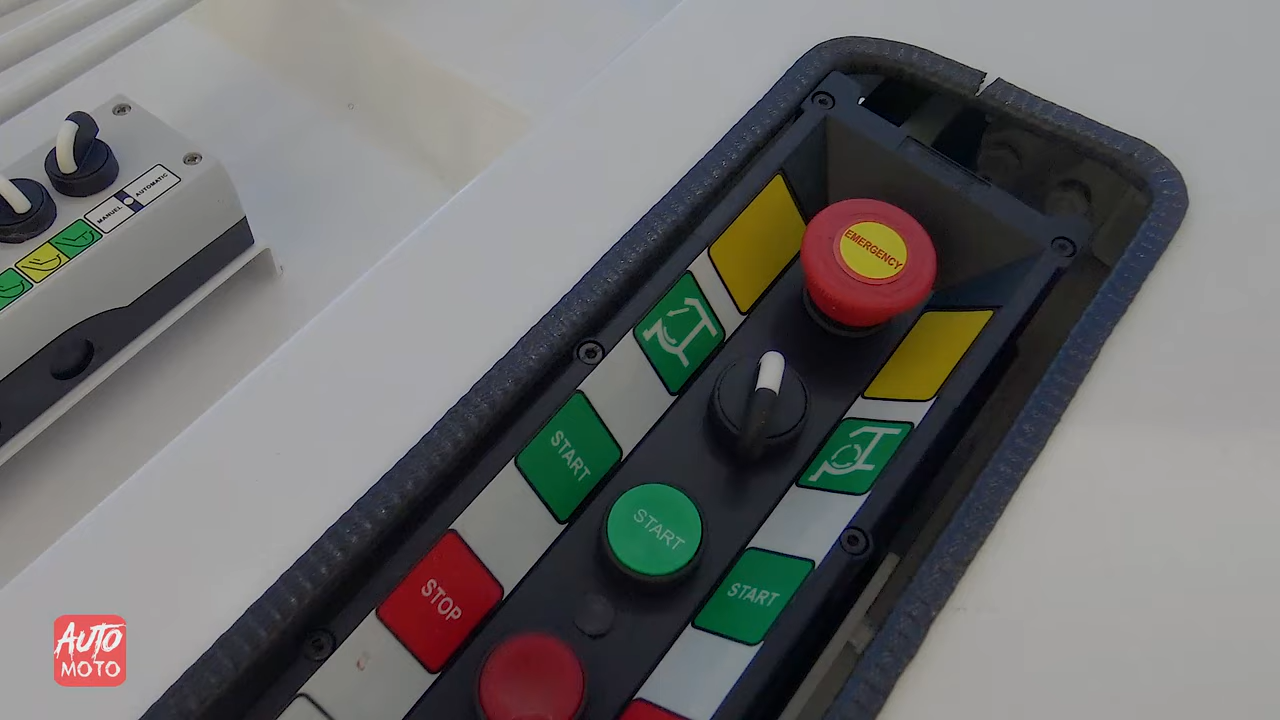 MANUEL
AUTOMATIC
EMERGENCY
START
START
START
STOP
AUTO
MOTO